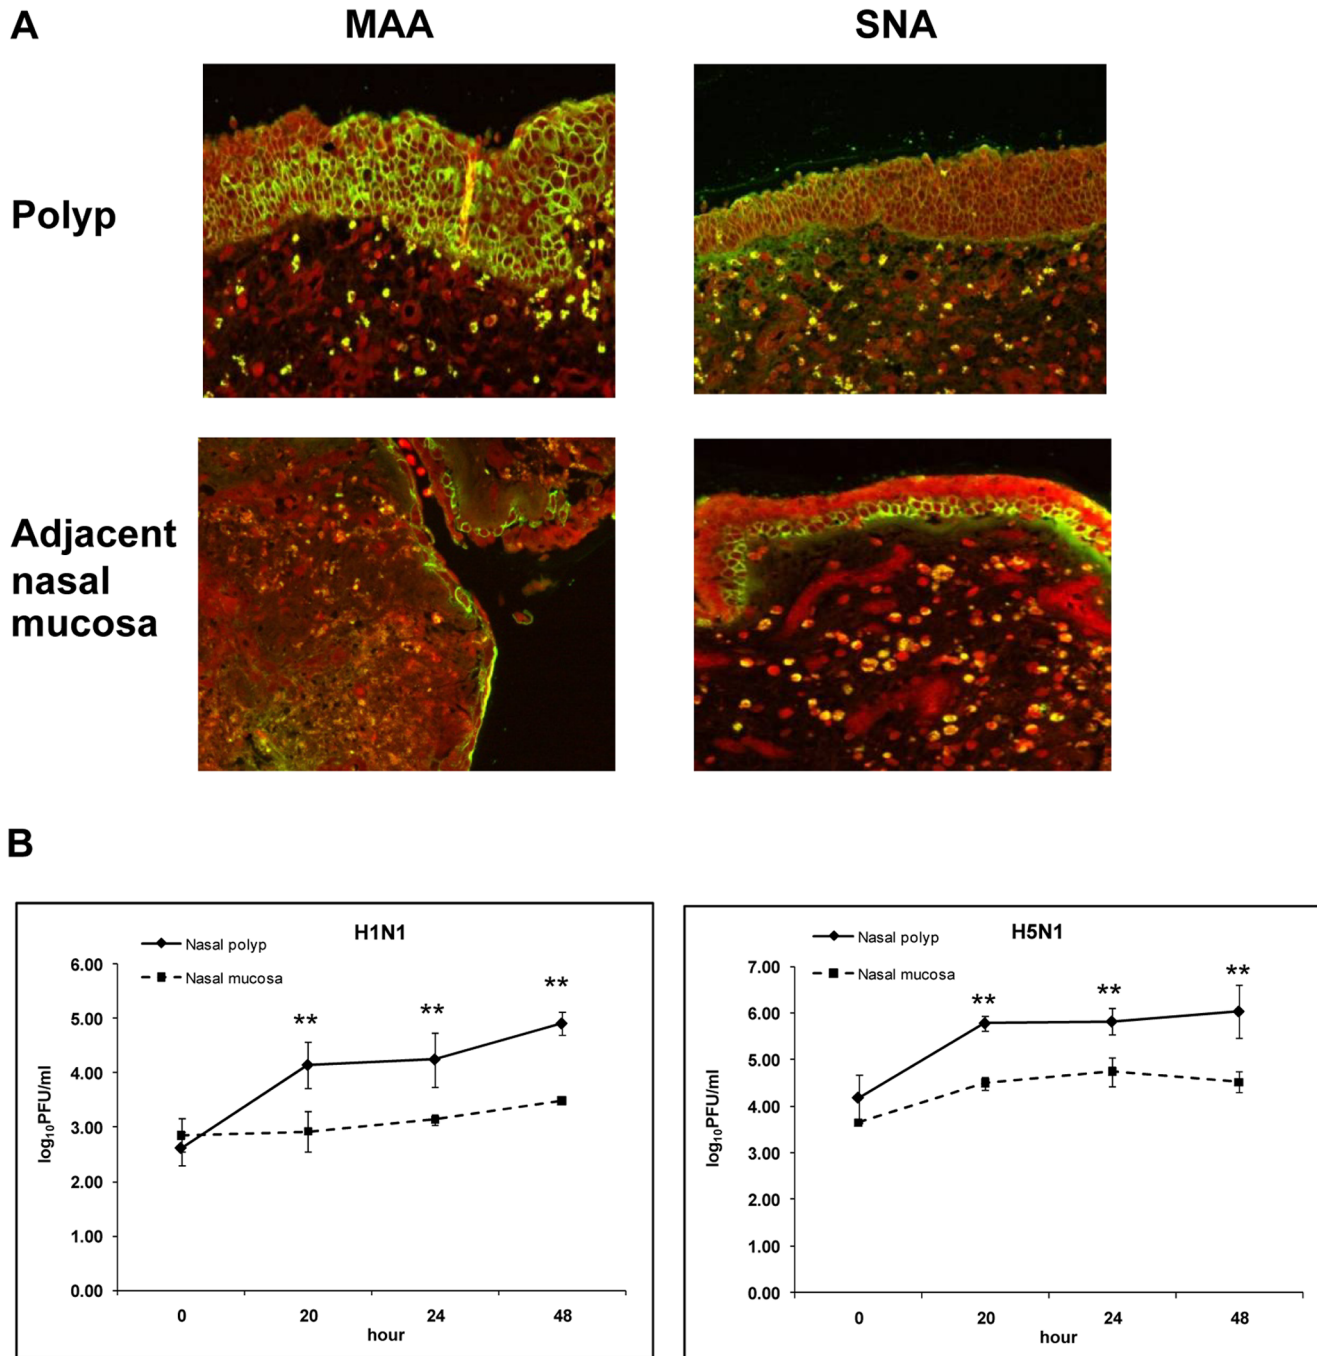 A
MAA
SNA
Polyp
Adjacent
nasal
mucosa
B
H1N1
Nasal polyp
Nasal mucosa
6.00
5.00
4.00
3.00
2.00
1.00
0.00
log10PFU/ml
** ** **
0 20 24 48
hour
H5N1
Nasal polyp
Nasal mucosa
7.00
6.00
5.00
4.00
3.00
2.00
1.00
0.00
log10PFU/ml
** ** **
0 20 24 48
hour